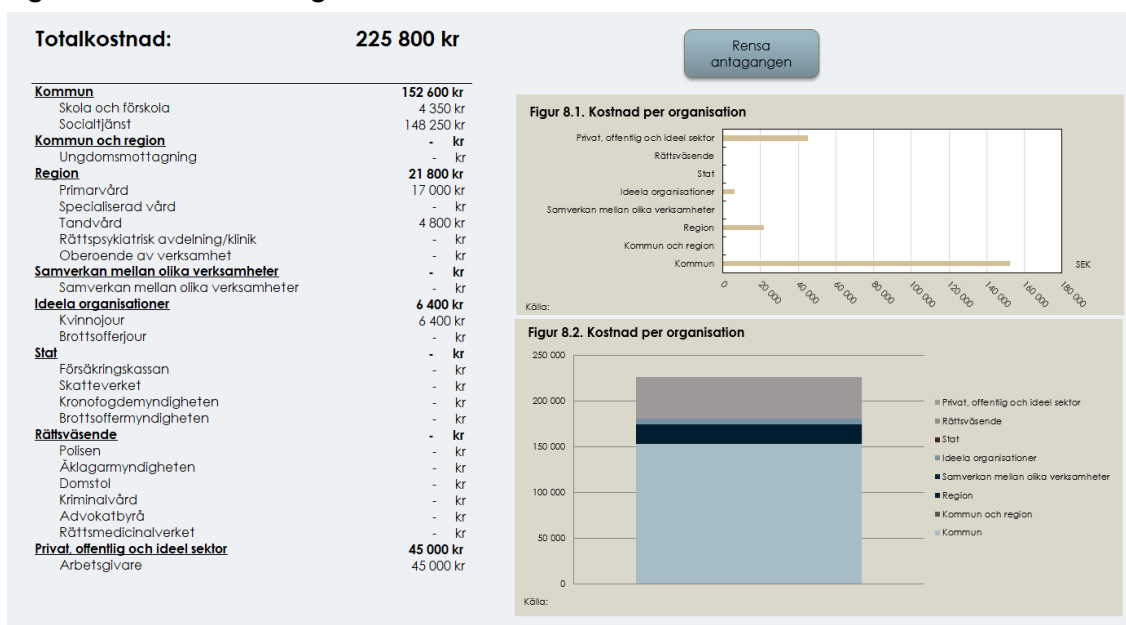 Totalkostnad: 225 800 kr
Rensa
antagangen
Kommun 152 600 kr
Skola och förskola 4 350 kr
Socialtjänst 148 250 kr
Kommun och region - kr
Ungdomsmottagning - kr
Region 21 800 kr
Primarvård 17 000 kr
Specialiserad vård - kr
Tandvård 4 800 kr
Rättspsykiatrisk avdelning/klinik - kr
Oberoende av verksamhet - kr
Samverkan mellan olika verksamheter - kr
Samverkan mellan olika verksamheter - kr
Ideela organisationer 6 400 kr
Kvinnojour 6 400 kr
Brottsofferjour - kr
Stat - kr
Försäkringskassan - kr
Skatteverket - kr
Kronofogdemyndigheten - kr
Brottsoffermyndigheten - kr
Rättsväsende - kr
Polisen - kr
Åklagarmyndigheten - kr
Domstol - kr
Kriminalvård - kr
Advokatbyrå - kr
Rättsmedicinalverket - kr
Privat, offentlig och ideel sektor 45 000 kr
Arbetsgivare 45 000 kr
Figur 8.1. Kostnad per organisation
Privat, offentlig och ideel sektor
Rättsväsende
Stat
Ideela organisationer
Samverkan mellan olika verksamheter
Region
Kommun och region
Kommun
SEK
0 20 000 40 000 60 000 80 000 100 000 120 000 140 000 160 000 180 000
Källa:
Figur 8.2. Kostnad per organisation
250 000
200 000
150 000
100 000
50 000
0
Privat, offentlig och ideel sektor
Rättsväsende
Stat
Ideela organisationer
Samverkan mellan olika verksamheter
Region
Kommun och region
Kommun
Källa: